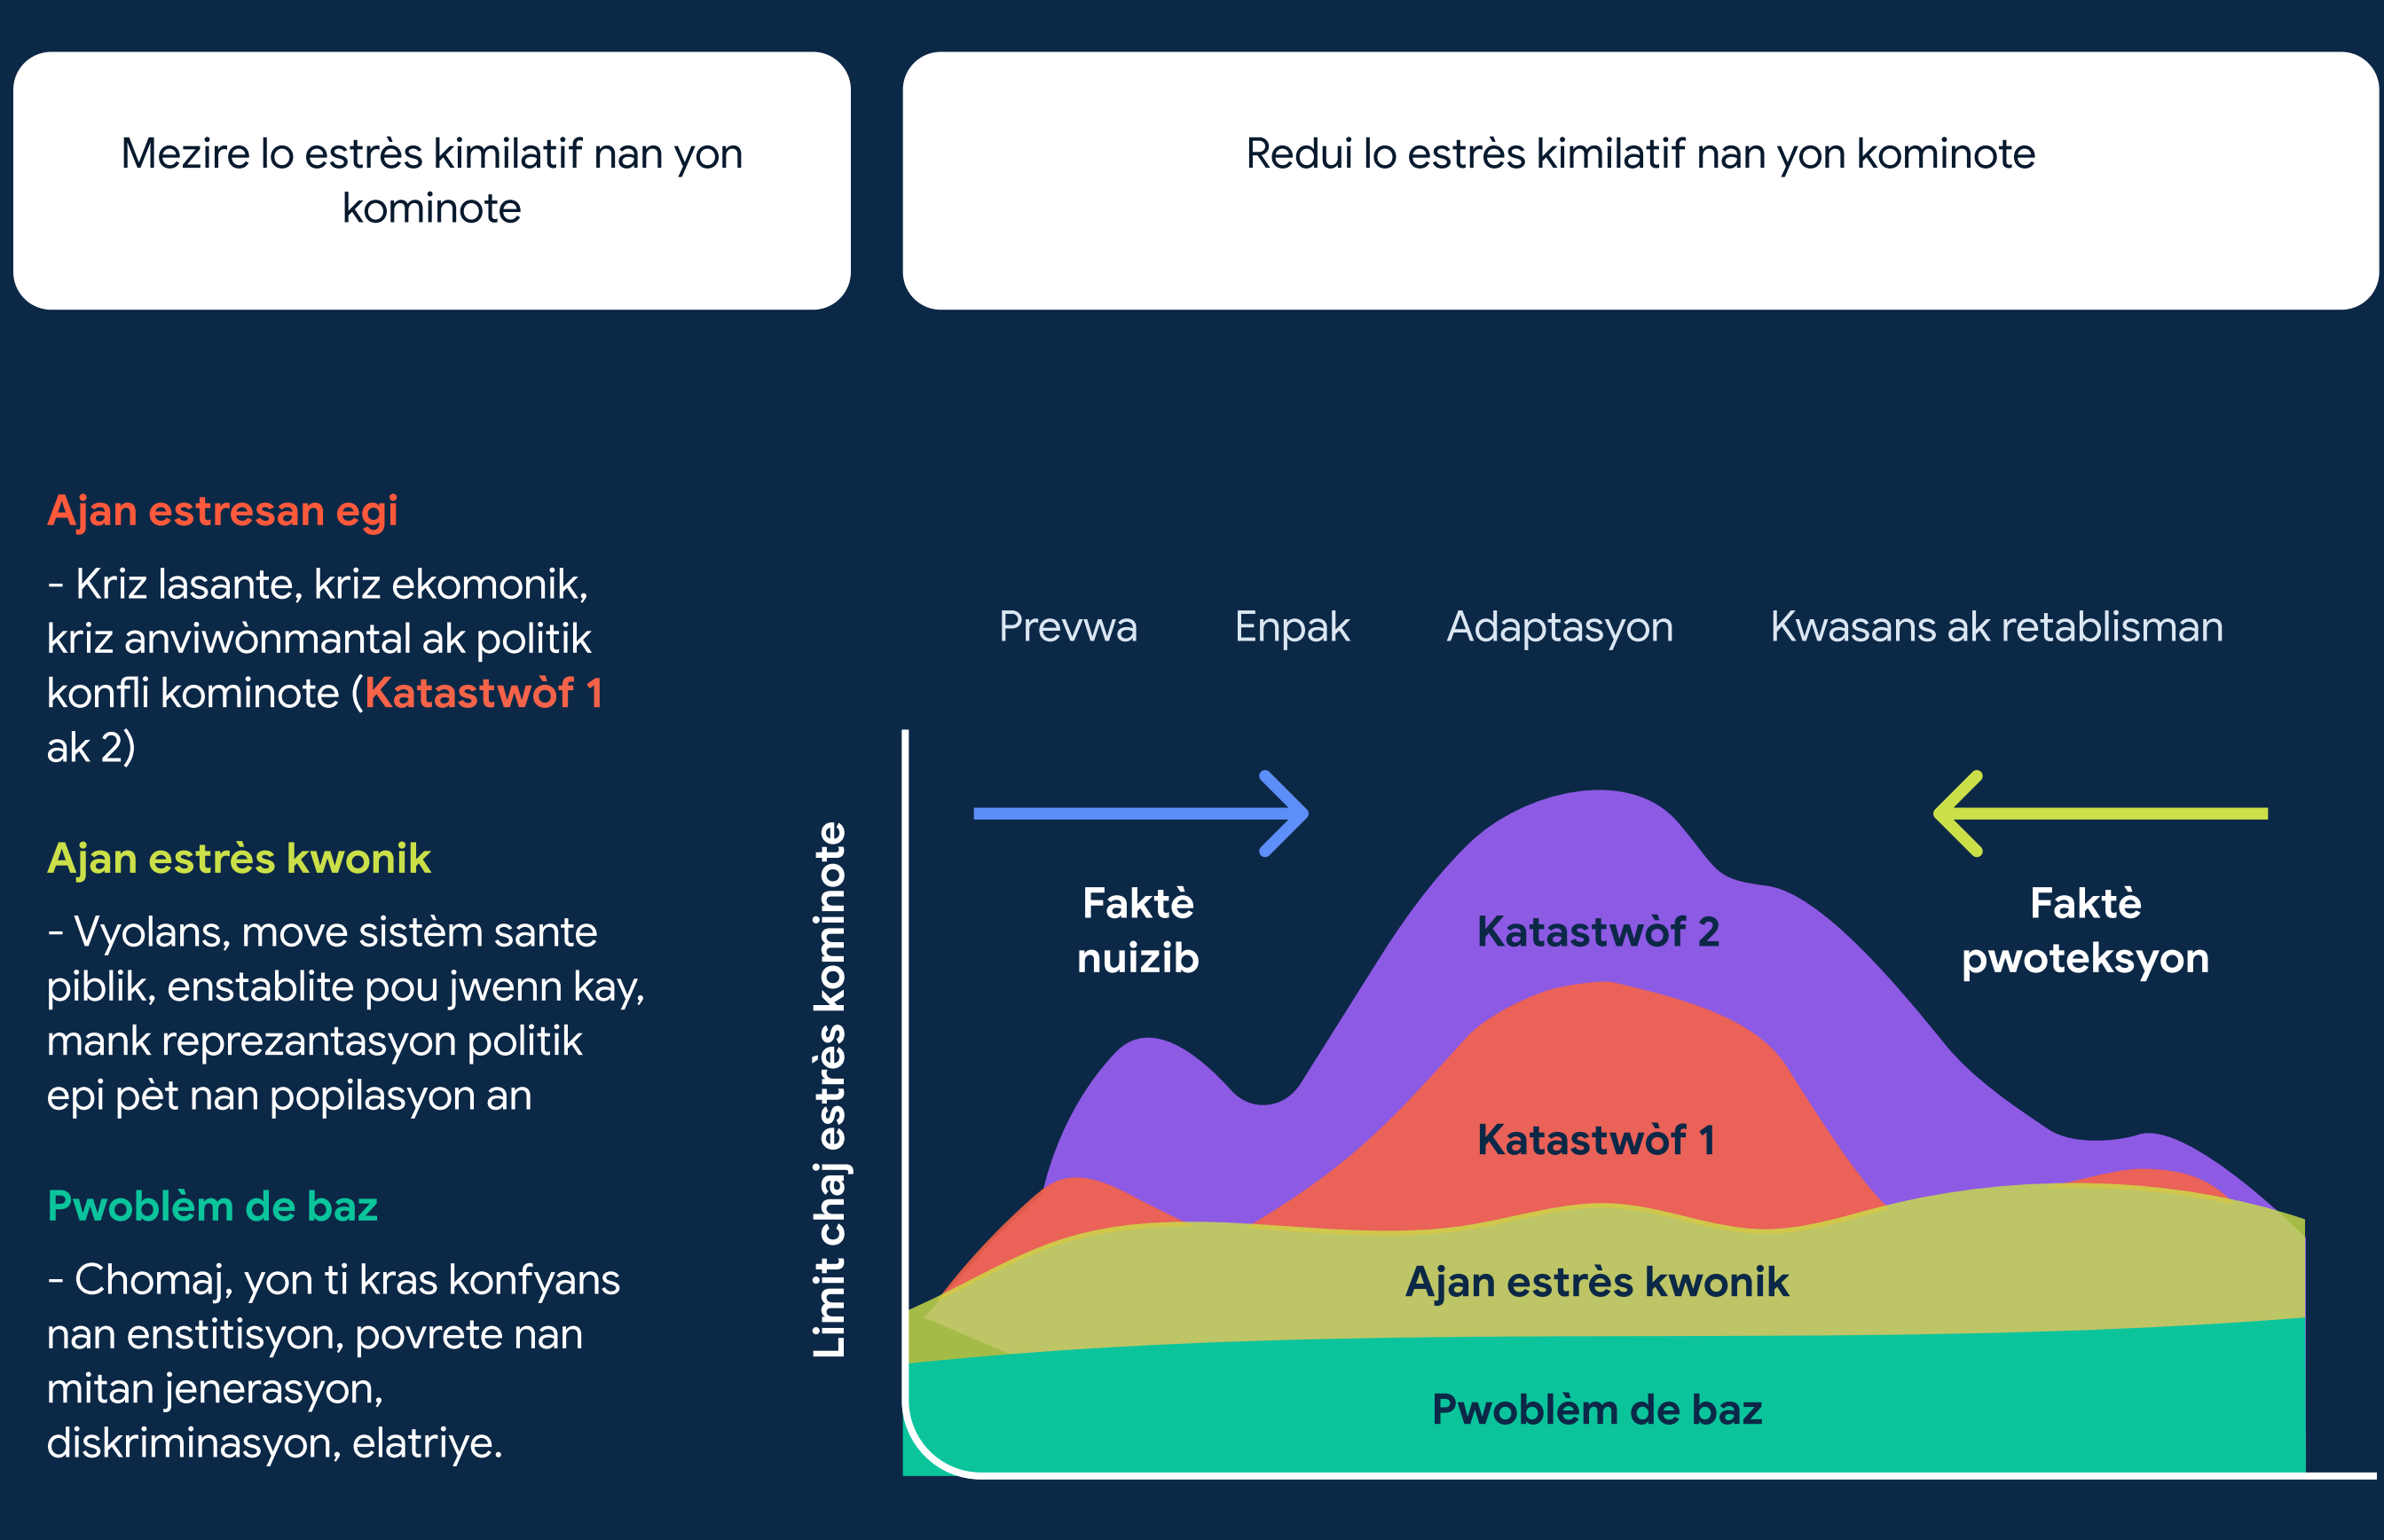 Mezire lo estrès kimilatif nan yon
kominote
Redui lo estrès kimilatif nan yon kominote
Ajan estresan egi
- Kriz lasante, kriz ekomonik,
kriz anviwònmantal ak politik
konfli kominote (Katastwòf 1
ak 2)
Ajan estrès kwonik
- Vyolans, move sistèm sante
piblik, enstablite pou jwenn kay,
mank reprezantasyon politik
epi pèt nan popilasyon an
Pwoblèm de baz
- Chomaj, yon ti kras konfyans
nan enstitisyon, povrete nan
mitan jenerasyon,
diskriminasyon, elatriye.
Prevwa
Enpak
Adaptasyon
Kwasans ak retablisman
Limit chaj estrès kominote
Faktè
nuizib
Faktè
pwoteksyon
Katastwòf 2
Katastwòf 1
Ajan estrès kwonik
Pwoblèm de baz